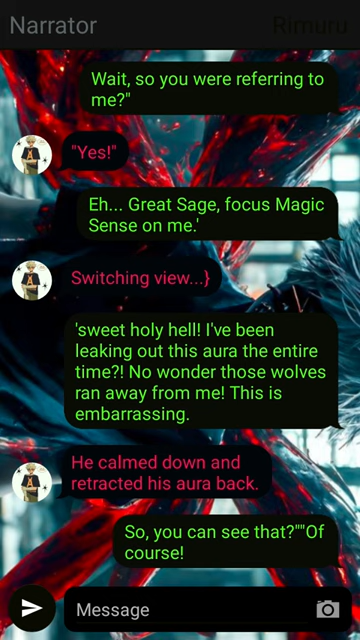 Narrator
Rimuru
Wait, so you were referring to
me?"
"Yes!"
Eh... Great Sage, focus Magic
Sense on me.'
Switching view...}
'sweet holy hell! I've been
leaking out this aura the entire
time?! No wonder those wolves
ran away from me! This is
embarrassing.
He calmed down and
retracted his aura back.
So, you can see that?""Of
course!
Message